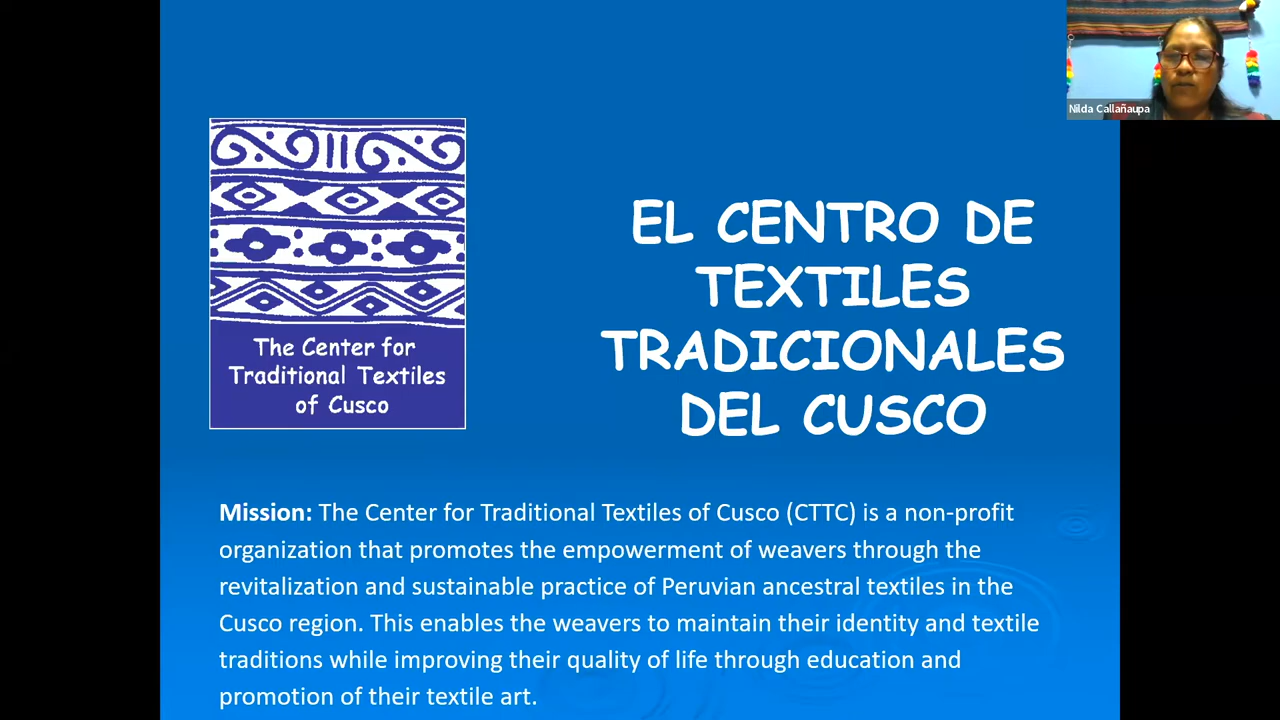 Nilda Callañaupa
EL CENTRO DE
TEXTILES
TRADICIONALES
DEL CUSCO
The Center for
Traditional Textiles
of Cusco
Mission: The Center for Traditional Textiles of Cusco (CTTC) is a non-profit
organization that promotes the empowerment of weavers through the
revitalization and sustainable practice of Peruvian ancestral textiles in the
Cusco region. This enables the weavers to maintain their identity and textile
traditions while improving their quality of life through education and
promotion of their textile art.